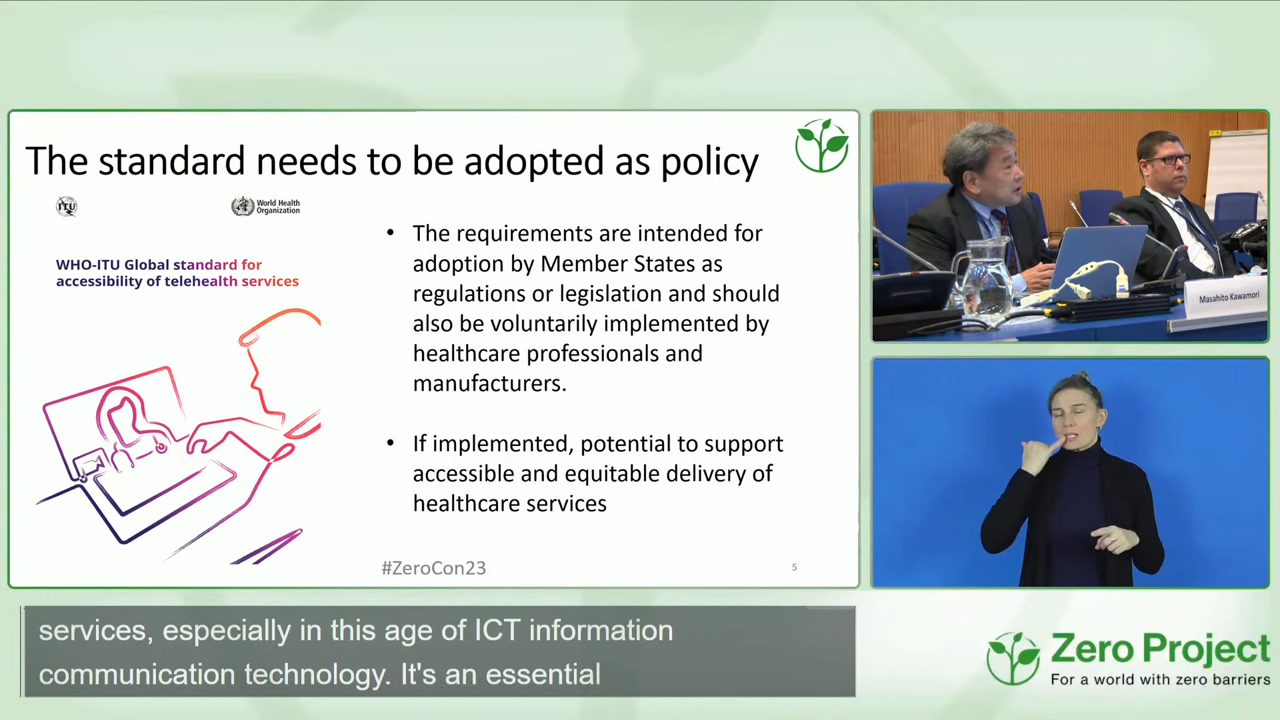 The standard needs to be adopted as policy
ITU
World Health
Organization
WHO-ITU Global standard for
accessibility of telehealth services
• The requirements are intended for
adoption by Member States as
regulations or legislation and should
also be voluntarily implemented by
healthcare professionals and
manufacturers.
• If implemented, potential to support
accessible and equitable delivery of
healthcare services
#ZeroCon23
5
Masahito Kawamori
services, especially in this age of ICT information
communication technology. It's an essential
Zero Project
For a world with zero barriers